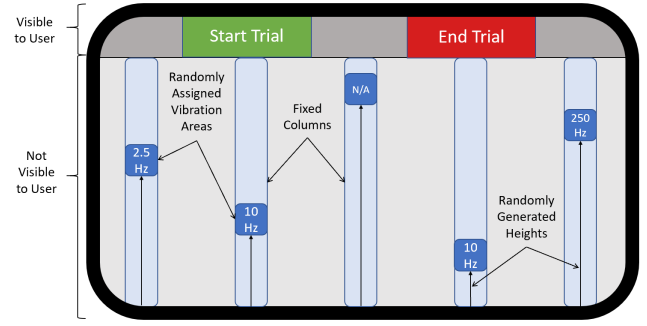 Visible
to User
Start Trial
End Trial
Not
Visible
to User
Randomly
Assigned
Vibration
Areas
Fixed
Columns
N/A
2.5
Hz
10
Hz
250
Hz
10
Hz
Randomly
Generated
Heights